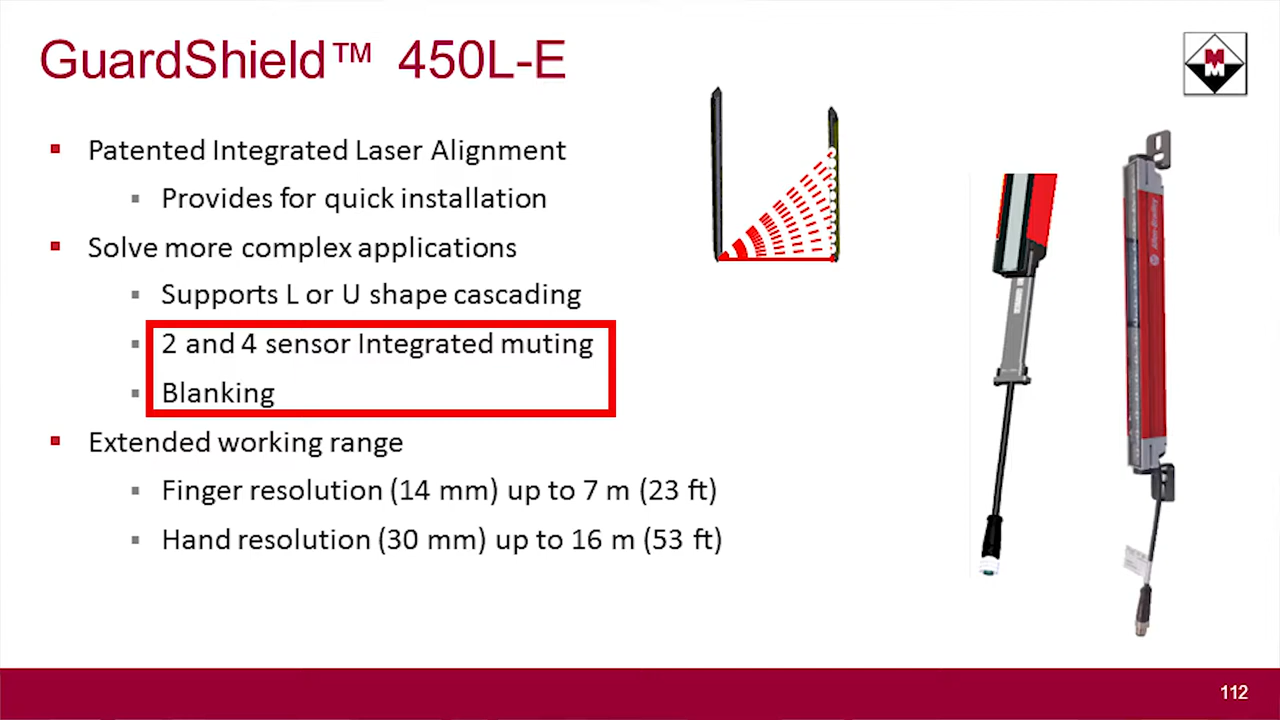 GuardShield™ 450L-E
Patented Integrated Laser Alignment
Provides for quick installation
Solve more complex applications
Supports L or U shape cascading
2 and 4 sensor Integrated muting
Blanking
Extended working range
Finger resolution (14 mm) up to 7 m (23 ft)
Hand resolution (30 mm) up to 16 m (53 ft)
M
M
Allen-Bradley
112